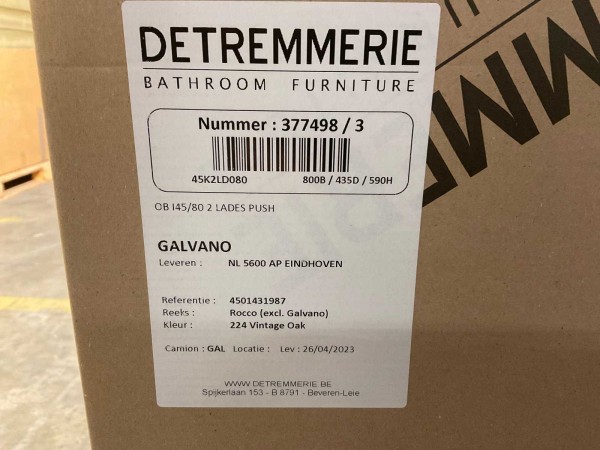 DETREMMERIE
BATHROOM FURNITURE
Nummer : 377498 / 3
45K2LD080 800B / 435D / 590H
OB I45/80 2 LADES PUSH
GALVANO
Leveren : NL 5600 AP EINDHOVEN
Referentie : 4501431987
Reeks : Rocco (excl. Galvano)
Kleur : 224 Vintage Oak
Camion : GAL Locatie : Lev : 26/04/2023
WWW.DETREMMERIE.BE
Spijkerlaan 153 - B 8791 - Beveren-Leie